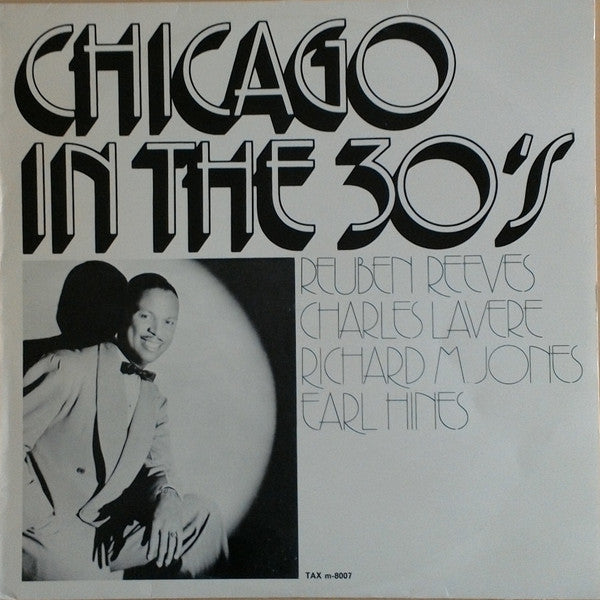 CHICAGO
IN THE 30'S
REUBEN REEVES
CHARLES LAVERE
RICHARD M JONES
EARL HINES
TAX m-8007